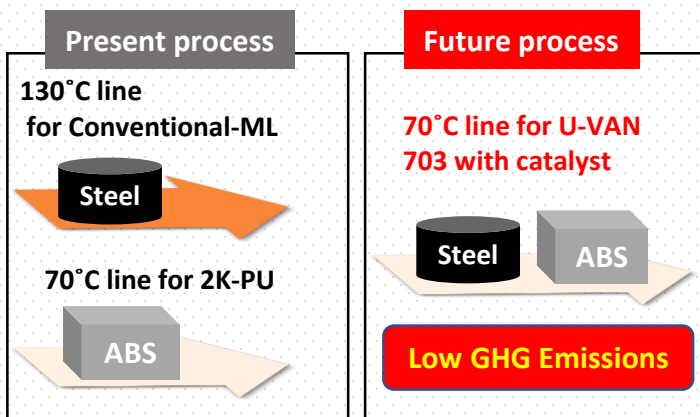 Present process
130˚C line
for Conventional-ML
Steel
70˚C line for 2K-PU
ABS
Future process
70˚C line for U-VAN
703 with catalyst
Steel
ABS
Low GHG Emissions